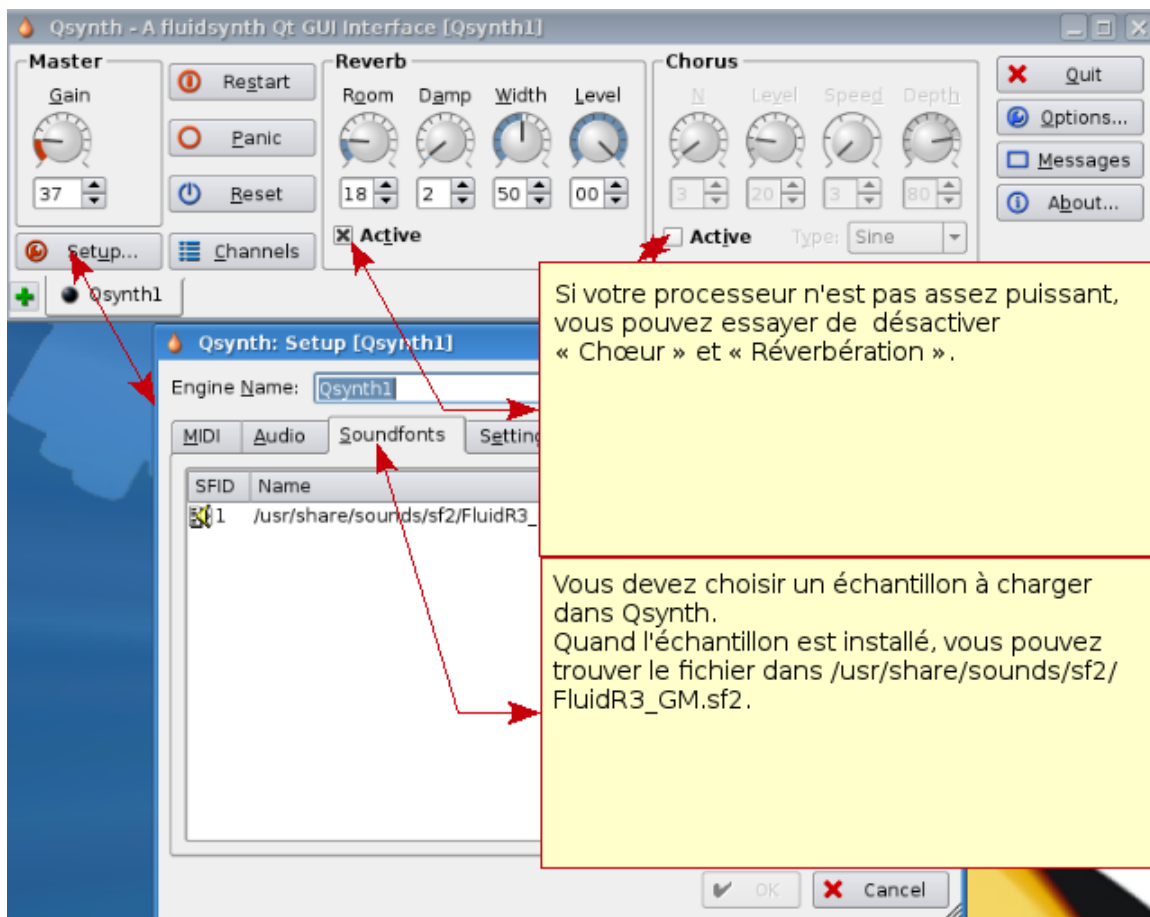 Qsynth - A fluidsynth Qt GUI Interface [Qsynth1]
Master
Gain
37
Setup...
Restart
Panic
Reset
Channels
Reverb
Room Damp Width Level
18 2 50 00
Active
Chorus
N Level Speed Depth
3 20 3 80
Active Type: Sine
Quit
Options...
Messages
About...
Qsynth1
Si votre processeur n'est pas assez puissant,
vous pouvez essayer de désactiver
« Chœur » et « Réverbération ».
Qsynth: Setup [Qsynth1]
Engine Name: Qsynth1
MIDI Audio Soundfonts Setting
SFID Name
1 /usr/share/sounds/sf2/FluidR3_
Vous devez choisir un échantillon à charger
dans Qsynth.
Quand l'échantillon est installé, vous pouvez
trouver le fichier dans /usr/share/sounds/sf2/
FluidR3_GM.sf2.
OK Cancel